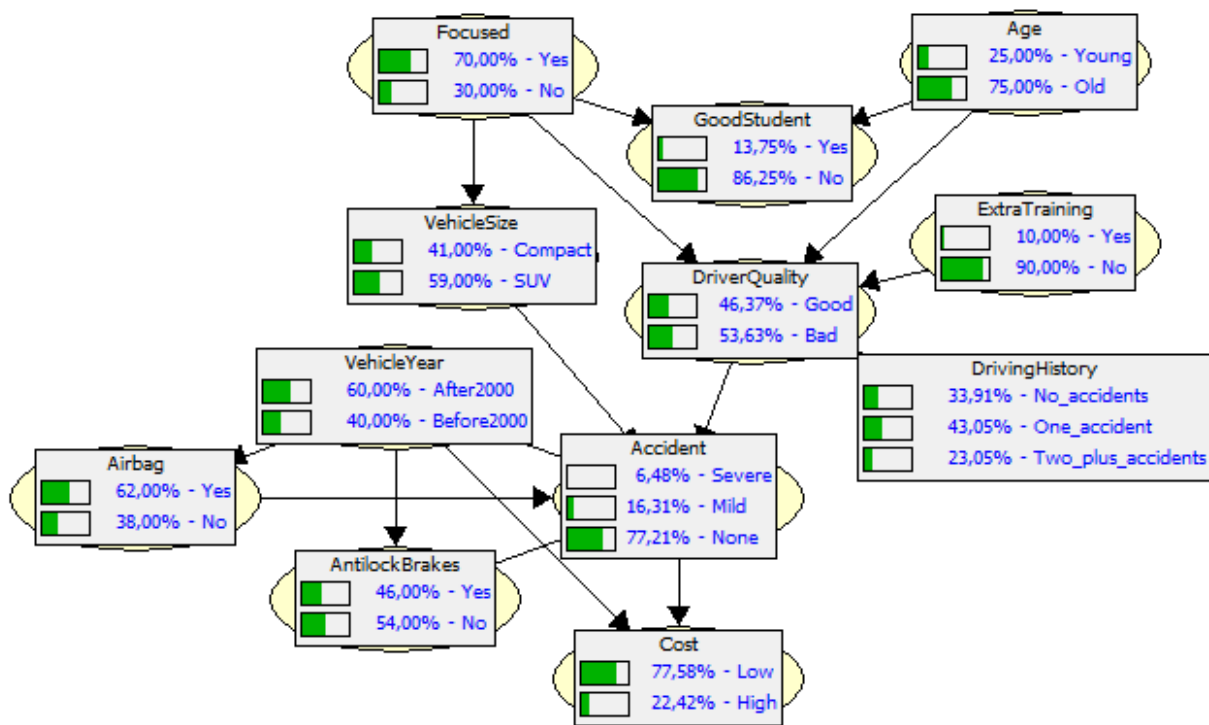 Focused
70,00% - Yes
30,00% - No
Age
25,00% - Young
75,00% - Old
GoodStudent
13,75% - Yes
86,25% - No
VehicleSize
41,00% - Compact
59,00% - SUV
ExtraTraining
10,00% - Yes
90,00% - No
DriverQuality
46,37% - Good
53,63% - Bad
VehicleYear
60,00% - After2000
40,00% - Before2000
DrivingHistory
33,91% - No_accidents
43,05% - One_accident
23,05% - Two_plus_accidents
Airbag
62,00% - Yes
38,00% - No
Accident
6,48% - Severe
16,31% - Mild
77,21% - None
AntilockBrakes
46,00% - Yes
54,00% - No
Cost
77,58% - Low
22,42% - High